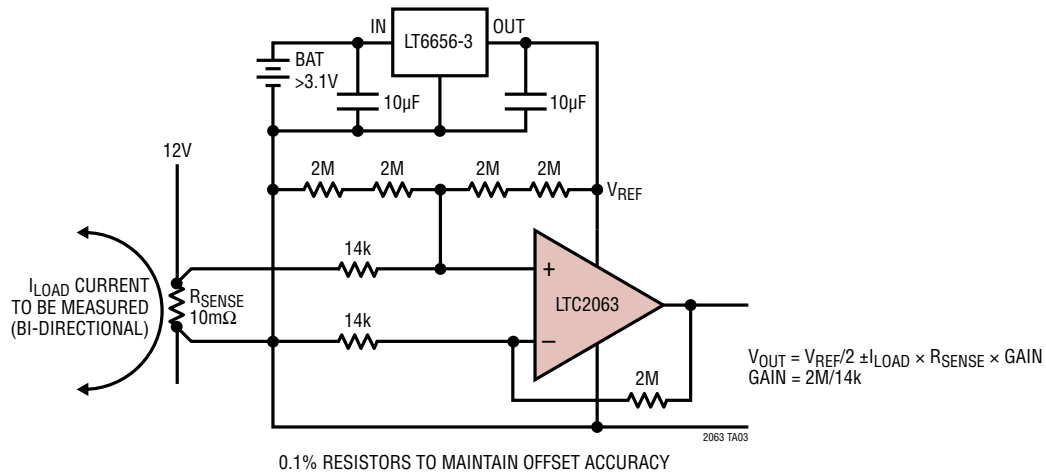 IN
LT6656-3
OUT
BAT
>3.1V
10µF
10µF
12V
2M
2M
2M
2M
VREF
14k
ILOAD CURRENT
TO BE MEASURED
(BI-DIRECTIONAL)
RSENSE
10mΩ
+
LTC2063
14k
–
2M
VOUT = VREF/2 ±ILOAD × RSENSE × GAIN
GAIN = 2M/14k
2063 TA03
0.1% RESISTORS TO MAINTAIN OFFSET ACCURACY